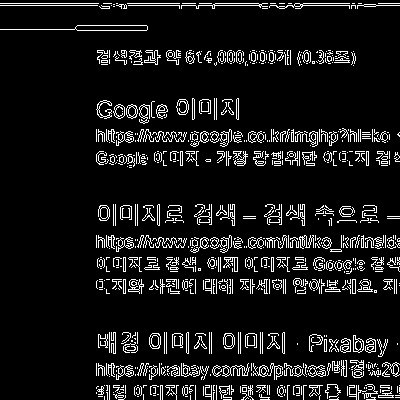 검색결과 약 614,000,000개 (0.36초)
Google 이미지
https://www.google.co.kr/imghp?hl=ko
Google 이미지 - 가장 광범위한 이미지 검색
이미지로 검색 – 검색 속으로 –
https://www.google.com/intl/ko_kr/insid
이미지로 검색. 이제 이미지로 Google 검색
미지와 사진에 대해 자세히 알아보세요.
배경 이미지 이미지 · Pixabay ·
https://pixabay.com/ko/photos/배경%20
배경 이미지에 대한 멋진 이미지를 다운로드